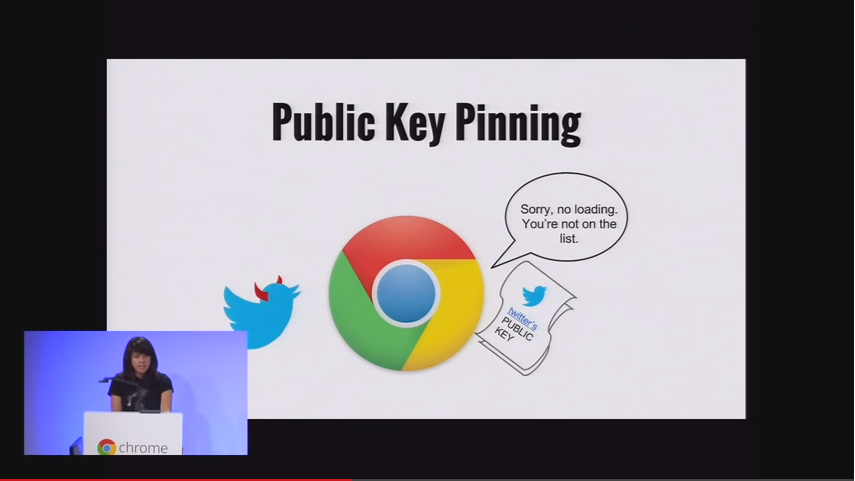 Public Key Pinning
Sorry, no loading.
You're not on the
list.
twitter's
PUBLIC
KEY
chrome